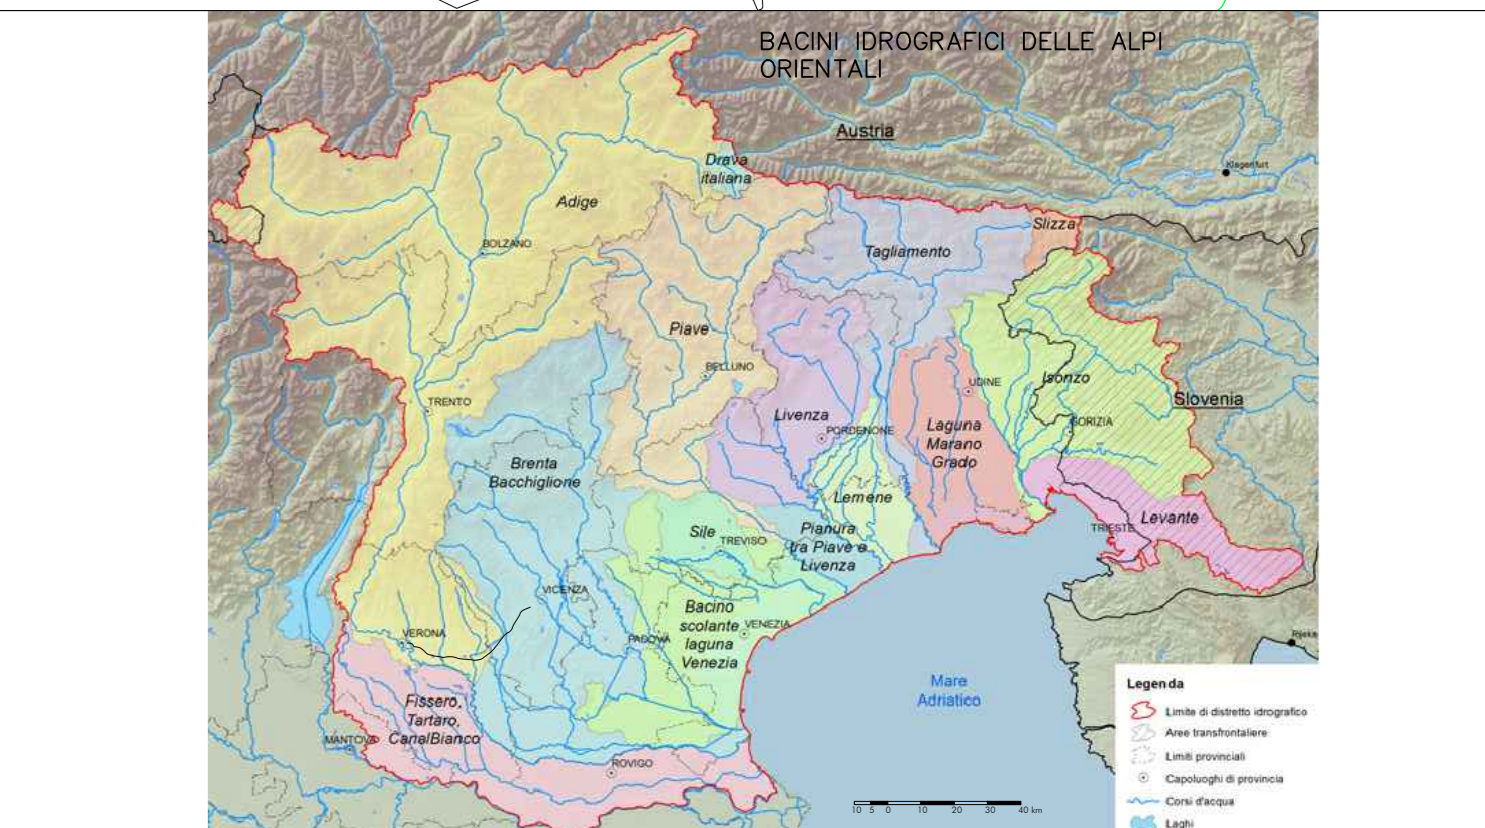 BACINI IDROGRAFICI DELLE ALPI
ORIENTALI
Austria
Klagenfurt
Drava
italiana
Adige
Slizza
BOLZANO
Tagliamento
Piave
BELLUNO
Isonzo
UDINE
Slovenia
TRENTO
Livenza
GORIZIA
PORDENONE
Laguna
Marano
Grado
Brenta
Bacchiglione
Lemene
Levante
TRIESTE
Sile
TREVISO
Pianura
tra Piave e
Livenza
VICENZA
Bacino
scolante
laguna
Venezia
VENEZIA
PADOVA
VERONA
Rijeka
Mare
Adriatico
Fissero,
Tartaro,
CanalBianco
MANTOVA
ROVIGO
Legenda
Limite di distretto idrografico
Aree transfrontaliere
Limiti provinciali
Capoluoghi di provincia
Corsi d'acqua
Laghi
10 5 0 10 20 30 40 km